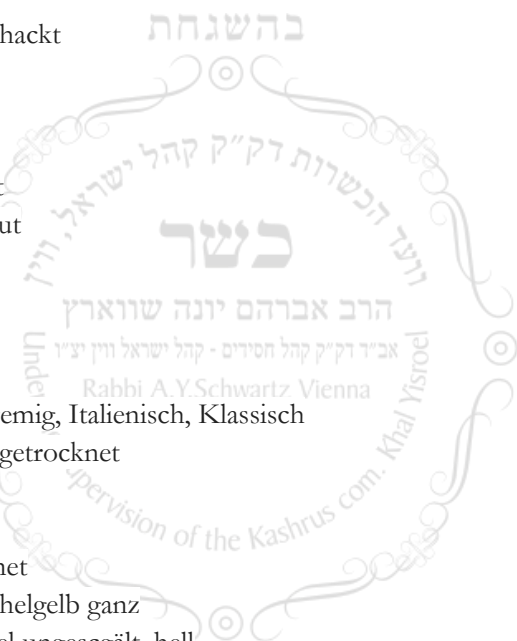 hackt
בהשגחת
ועד הכשרות דק״ק קהל ישראל, ווין
t
ut
כשר
הרב אברהם יונה שווארץ
אב״ד דק״ק קהל חסידים - קהל ישראל ווין יצ״ו
Rabbi A.Y.Schwartz Vienna
Under
pervision of the Kashrus com. Khal Yisroel
emig, Italienisch, Klassisch
getrocknet
net
helgelb ganz
hell